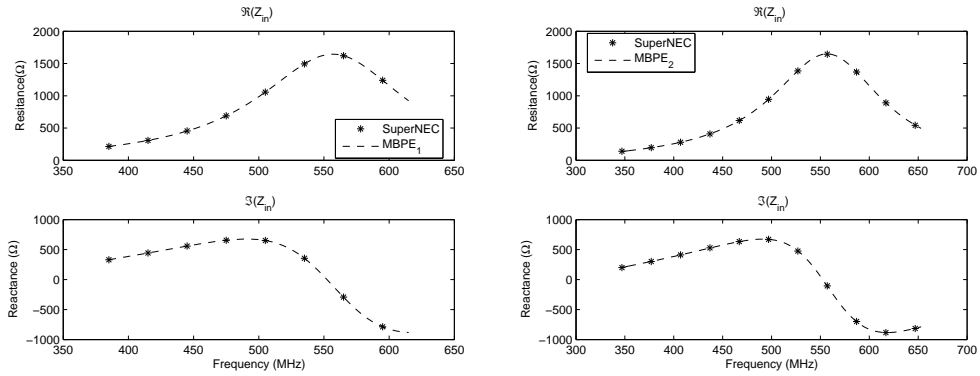 ℜ(Z_in)
2000
1500
1000
500
0
Resitance(Ω)
350 400 450 500 550 600 650
SuperNEC
MBPE_1
ℑ(Z_in)
1000
500
0
−500
−1000
Reactance (Ω)
350 400 450 500 550 600 650
Frequency (MHz)
ℜ(Z_in)
2000
1500
1000
500
0
Resitance(Ω)
300 350 400 450 500 550 600 650 700
SuperNEC
MBPE_2
ℑ(Z_in)
1000
500
0
−500
−1000
Reactance (Ω)
300 350 400 450 500 550 600 650 700
Frequency (MHz)